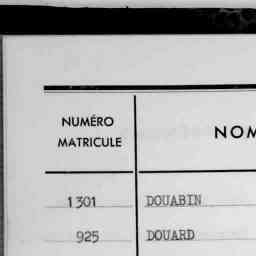 NUMÉRO
MATRICULE
NOM
1301 DOUABIN
925 DOUARD